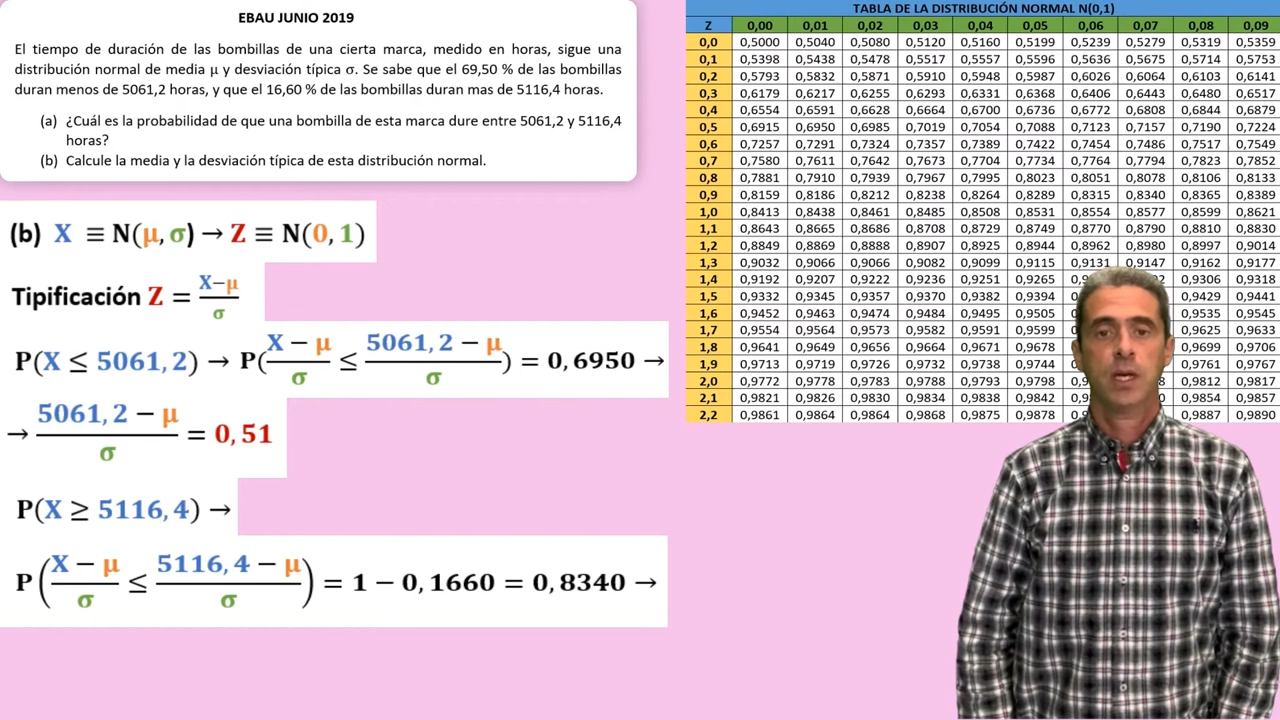 EBAU JUNIO 2019
El tiempo de duración de las bombillas de una cierta marca, medido en horas, sigue una
distribución normal de media μ y desviación típica σ. Se sabe que el 69,50 % de las bombillas
duran menos de 5061,2 horas, y que el 16,60 % de las bombillas duran mas de 5116,4 horas.
(a) ¿Cuál es la probabilidad de que una bombilla de esta marca dure entre 5061,2 y 5116,4
horas?
(b) Calcule la media y la desviación típica de esta distribución normal.
(b) X ≡ N(μ, σ) → Z ≡ N(0, 1)
Tipificación Z = X−μ / σ
P(X ≤ 5061, 2) → P(X − μ / σ ≤ 5061, 2 − μ / σ) = 0, 6950 →
→ 5061, 2 − μ / σ = 0, 51
P(X ≥ 5116, 4) →
P(X − μ / σ ≤ 5116, 4 − μ / σ) = 1 − 0, 1660 = 0, 8340 →
TABLA DE LA DISTRIBUCIÓN NORMAL N(0,1)
Z 0,00 0,01 0,02 0,03 0,04 0,05 0,06 0,07 0,08 0,09
0,0 0,5000 0,5040 0,5080 0,5120 0,5160 0,5199 0,5239 0,5279 0,5319 0,5359
0,1 0,5398 0,5438 0,5478 0,5517 0,5557 0,5596 0,5636 0,5675 0,5714 0,5753
0,2 0,5793 0,5832 0,5871 0,5910 0,5948 0,5987 0,6026 0,6064 0,6103 0,6141
0,3 0,6179 0,6217 0,6255 0,6293 0,6331 0,6368 0,6406 0,6443 0,6480 0,6517
0,4 0,6554 0,6591 0,6628 0,6664 0,6700 0,6736 0,6772 0,6808 0,6844 0,6879
0,5 0,6915 0,6950 0,6985 0,7019 0,7054 0,7088 0,7123 0,7157 0,7190 0,7224
0,6 0,7257 0,7291 0,7324 0,7357 0,7389 0,7422 0,7454 0,7486 0,7517 0,7549
0,7 0,7580 0,7611 0,7642 0,7673 0,7704 0,7734 0,7764 0,7794 0,7823 0,7852
0,8 0,7881 0,7910 0,7939 0,7967 0,7995 0,8023 0,8051 0,8078 0,8106 0,8133
0,9 0,8159 0,8186 0,8212 0,8238 0,8264 0,8289 0,8315 0,8340 0,8365 0,8389
1,0 0,8413 0,8438 0,8461 0,8485 0,8508 0,8531 0,8554 0,8577 0,8599 0,8621
1,1 0,8643 0,8665 0,8686 0,8708 0,8729 0,8749 0,8770 0,8790 0,8810 0,8830
1,2 0,8849 0,8869 0,8888 0,8907 0,8925 0,8944 0,8962 0,8980 0,8997 0,9014
1,3 0,9032 0,9066 0,9066 0,9082 0,9099 0,9115 0,9131 0,9147 0,9162 0,9177
1,4 0,9192 0,9207 0,9222 0,9236 0,9251 0,9265 0,9306 0,9318
1,5 0,9332 0,9345 0,9357 0,9370 0,9382 0,9394 0,9429 0,9441
1,6 0,9452 0,9463 0,9474 0,9484 0,9495 0,9505 0,9535 0,9545
1,7 0,9554 0,9564 0,9573 0,9582 0,9591 0,9599 0,9625 0,9633
1,8 0,9641 0,9649 0,9656 0,9664 0,9671 0,9678 0,9699 0,9706
1,9 0,9713 0,9719 0,9726 0,9732 0,9738 0,9744 0,9761 0,9767
2,0 0,9772 0,9778 0,9783 0,9788 0,9793 0,9798 0,9812 0,9817
2,1 0,9821 0,9826 0,9830 0,9834 0,9838 0,9842 0,9854 0,9857
2,2 0,9861 0,9864 0,9864 0,9868 0,9875 0,9878 0,9887 0,9890